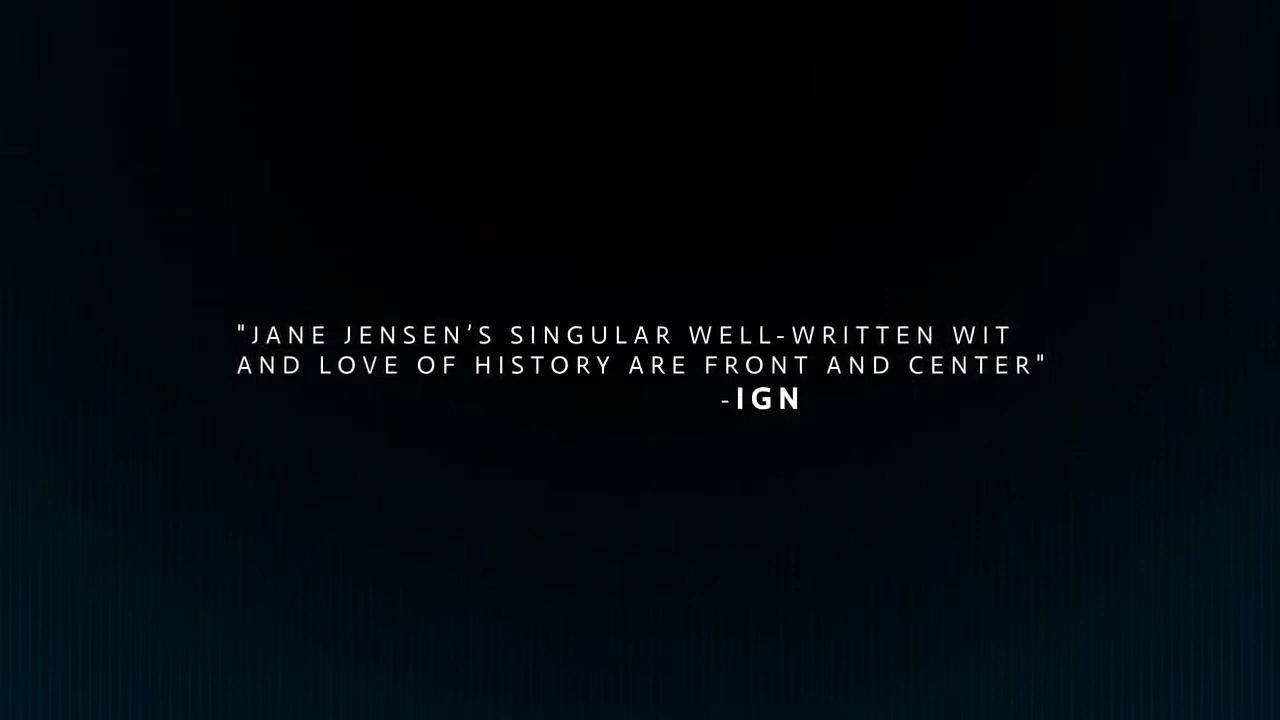 "JANE JENSEN’S SINGULAR WELL-WRITTEN WIT
AND LOVE OF HISTORY ARE FRONT AND CENTER"
-IGN